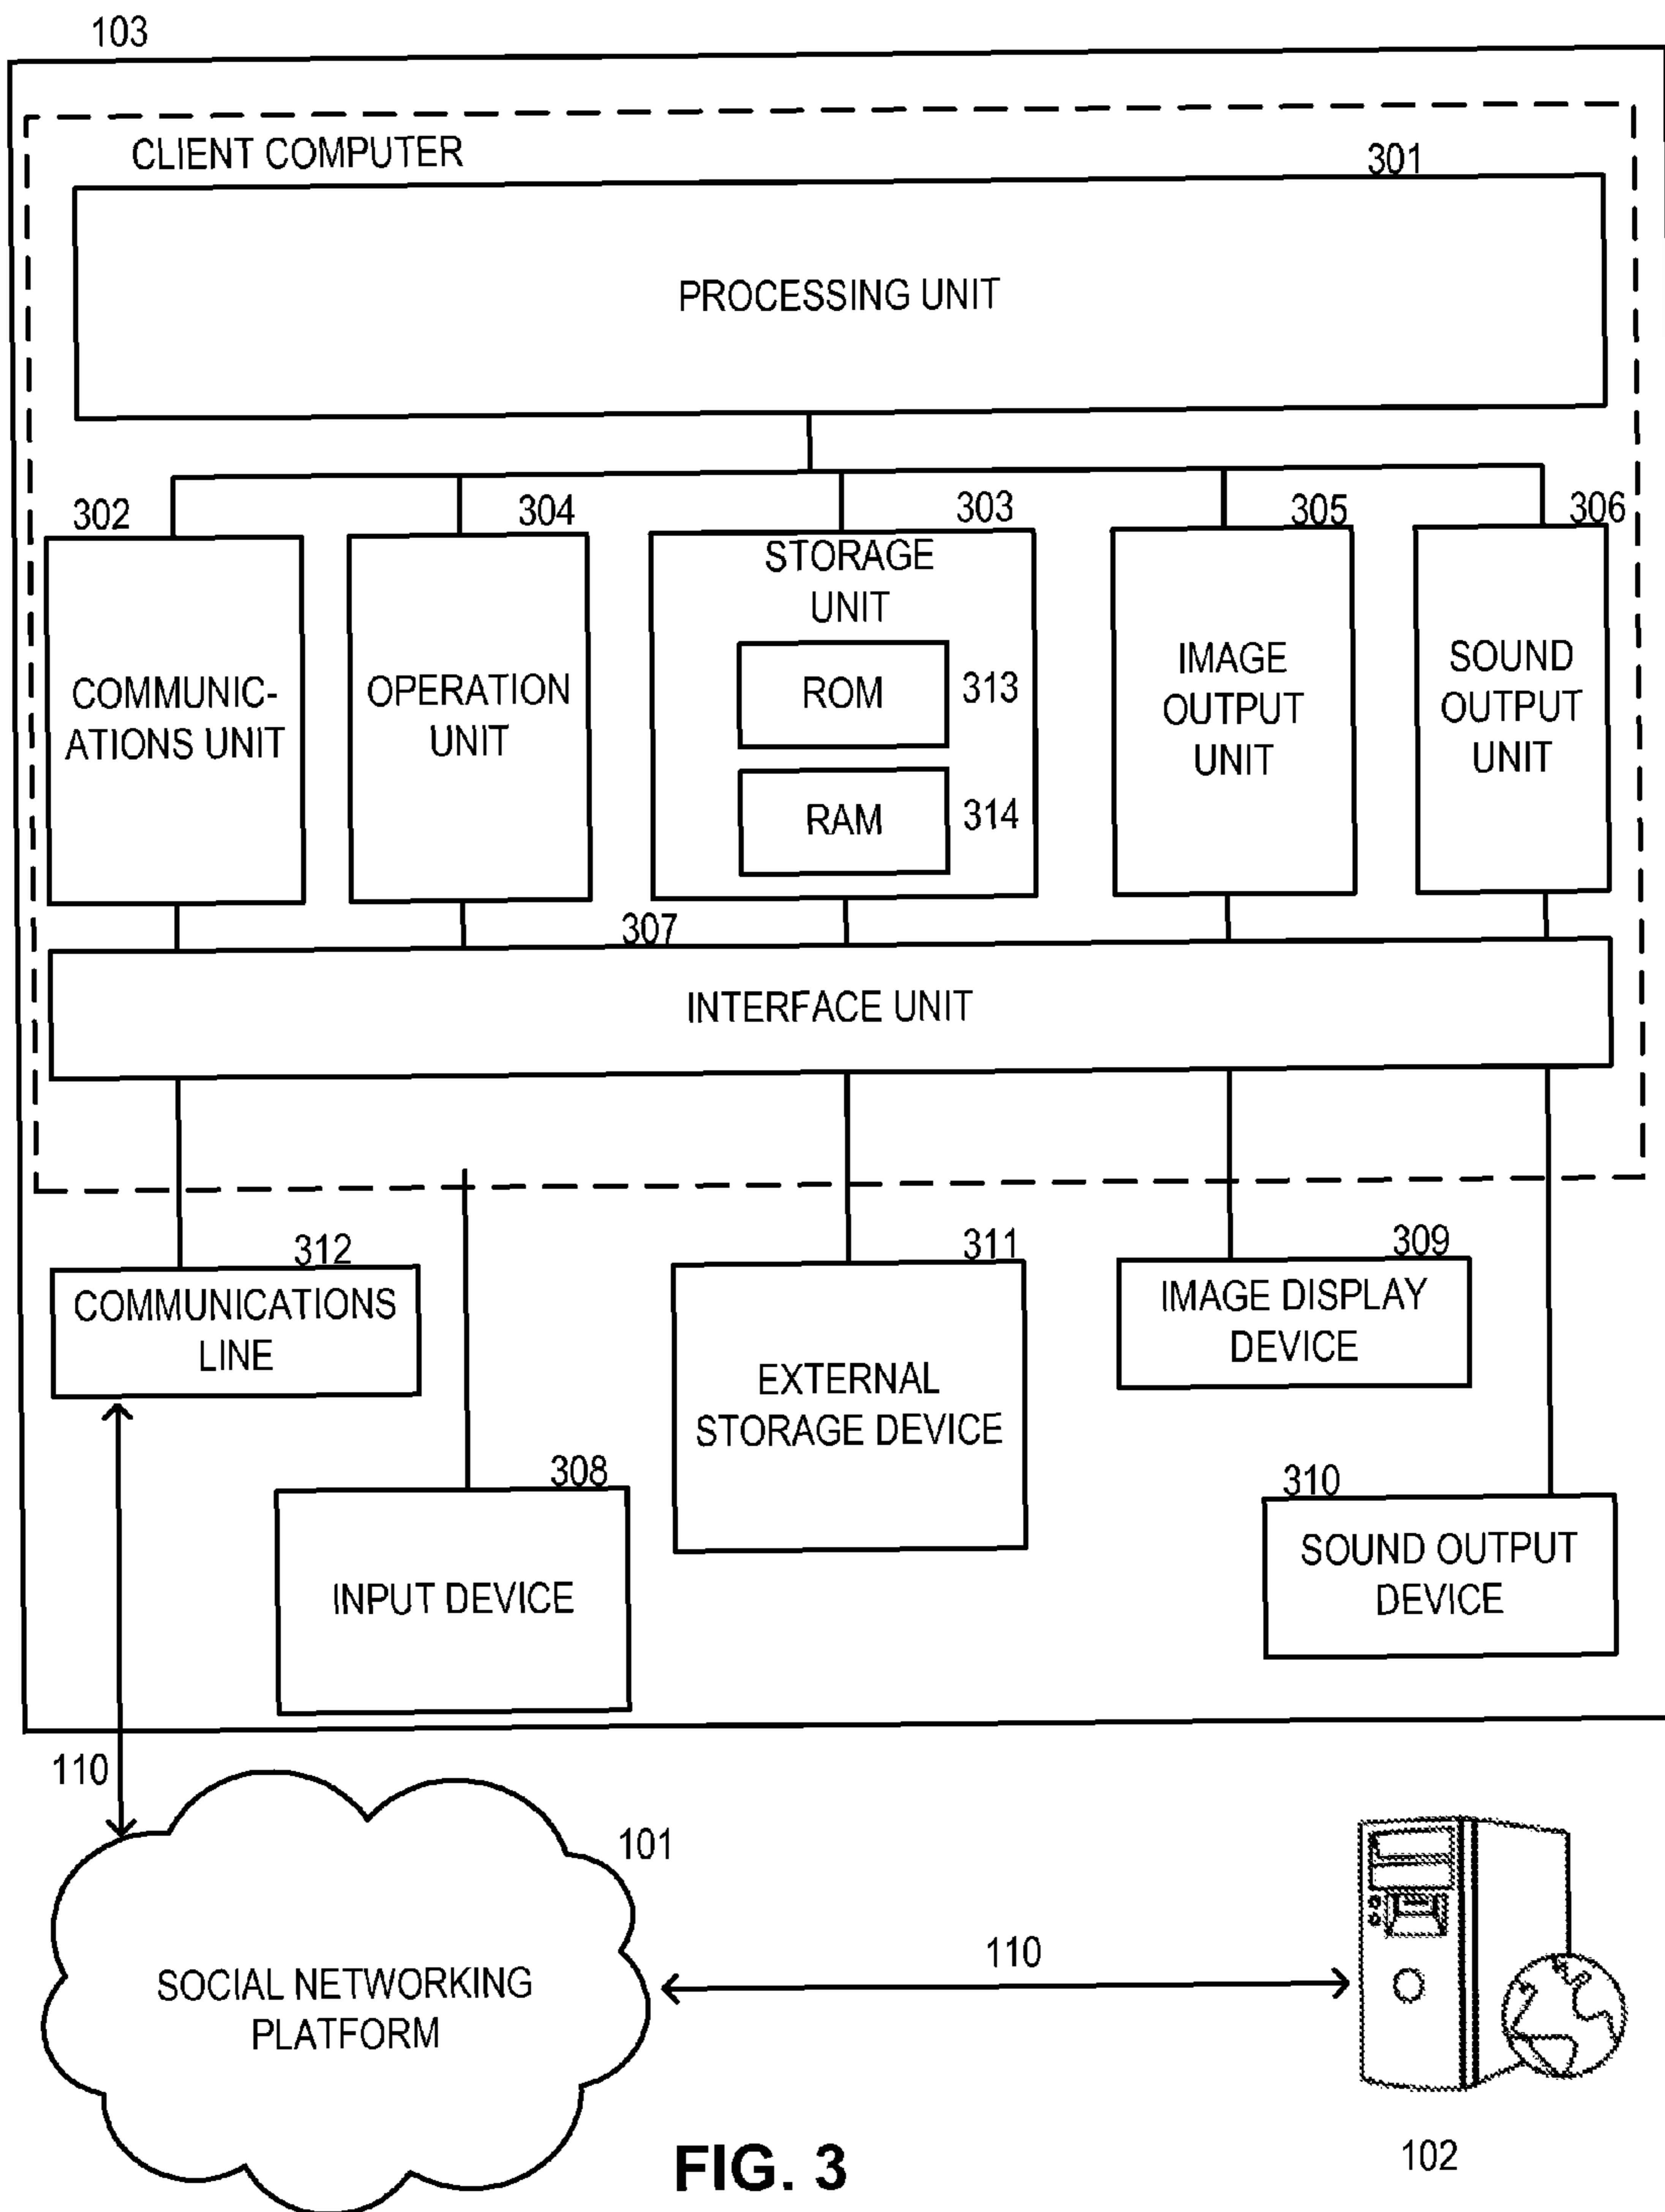 103
CLIENT COMPUTER
301
PROCESSING UNIT
302
304
303
305
306
COMMUNIC-
ATIONS UNIT
OPERATION
UNIT
STORAGE
UNIT
ROM
313
RAM
314
IMAGE
OUTPUT
UNIT
SOUND
OUTPUT
UNIT
307
INTERFACE UNIT
312
COMMUNICATIONS
LINE
311
EXTERNAL
STORAGE DEVICE
309
IMAGE DISPLAY
DEVICE
308
INPUT DEVICE
310
SOUND OUTPUT
DEVICE
110
101
SOCIAL NETWORKING
PLATFORM
110
102
FIG. 3